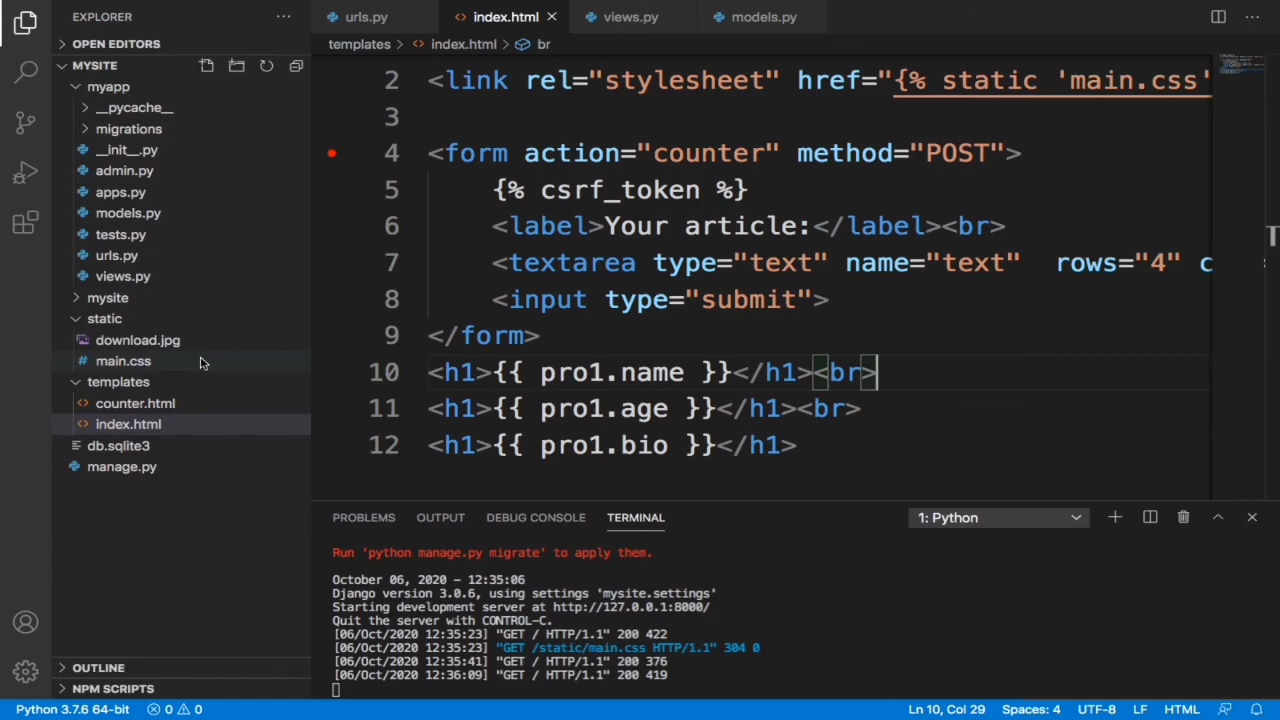 EXPLORER
urls.py
index.html
views.py
models.py
OPEN EDITORS
templates > index.html > br
MYSITE
myapp
__pycache__
migrations
__init__.py
admin.py
apps.py
models.py
tests.py
urls.py
views.py
mysite
static
download.jpg
main.css
templates
counter.html
index.html
db.sqlite3
manage.py
OUTLINE
NPM SCRIPTS
2 <link rel="stylesheet" href="{% static 'main.css'
3
4 <form action="counter" method="POST">
5 {% csrf_token %}
6 <label>Your article:</label><br>
7 <textarea type="text" name="text" rows="4" c
8 <input type="submit">
9 </form>
10 <h1>{{ pro1.name }}</h1><br>
11 <h1>{{ pro1.age }}</h1><br>
12 <h1>{{ pro1.bio }}</h1>
PROBLEMS OUTPUT DEBUG CONSOLE TERMINAL 1: Python
Run 'python manage.py migrate' to apply them.
October 06, 2020 - 12:35:06
Django version 3.0.6, using settings 'mysite.settings'
Starting development server at http://127.0.0.1:8000/
Quit the server with CONTROL-C.
[06/Oct/2020 12:35:23] "GET / HTTP/1.1" 200 422
[06/Oct/2020 12:35:23] "GET /static/main.css HTTP/1.1" 304 0
[06/Oct/2020 12:35:41] "GET / HTTP/1.1" 200 376
[06/Oct/2020 12:36:09] "GET / HTTP/1.1" 200 419
Python 3.7.6 64-bit 0 0 Ln 10, Col 29 Spaces: 4 UTF-8 LF HTML